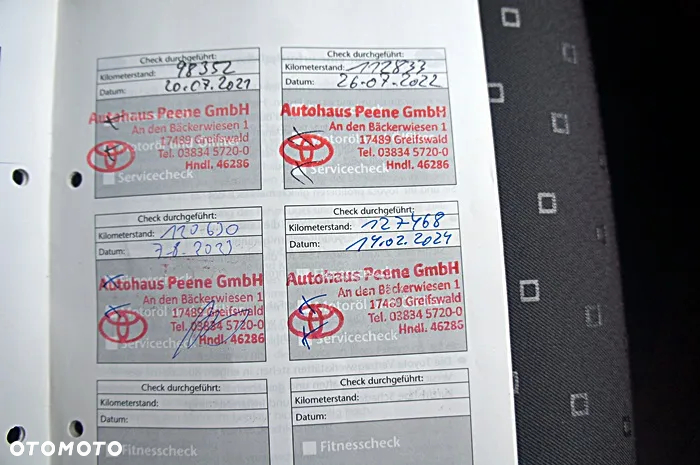 Check durchgeführt:
Kilometerstand: 98352
Datum: 20.07.2021
Autohaus Peene GmbH
An den Bäckerwiesen 1
17489 Greifswald
Tel. 03834 5720-0
Hndl. 46286
Servicecheck
Check durchgeführt:
Kilometerstand: 112833
Datum: 26.07.2022
Autohaus Peene GmbH
An den Bäckerwiesen 1
17489 Greifswald
Tel. 03834 5720-0
Hndl. 46286
Servicecheck
Check durchgeführt:
Kilometerstand: 120690
Datum: 7.8.2023
Autohaus Peene GmbH
An den Bäckerwiesen 1
17489 Greifswald
Tel. 03834 5720-0
Hndl. 46286
Servicecheck
Check durchgeführt:
Kilometerstand: 127468
Datum: 14.02.2024
Autohaus Peene GmbH
An den Bäckerwiesen 1
17489 Greifswald
Tel. 03834 5720-0
Hndl. 46286
Servicecheck
Check durchgeführt:
Kilometerstand:
Datum:
Check durchgeführt:
Kilometerstand:
Datum:
Fitnesscheck
OTOMOTO